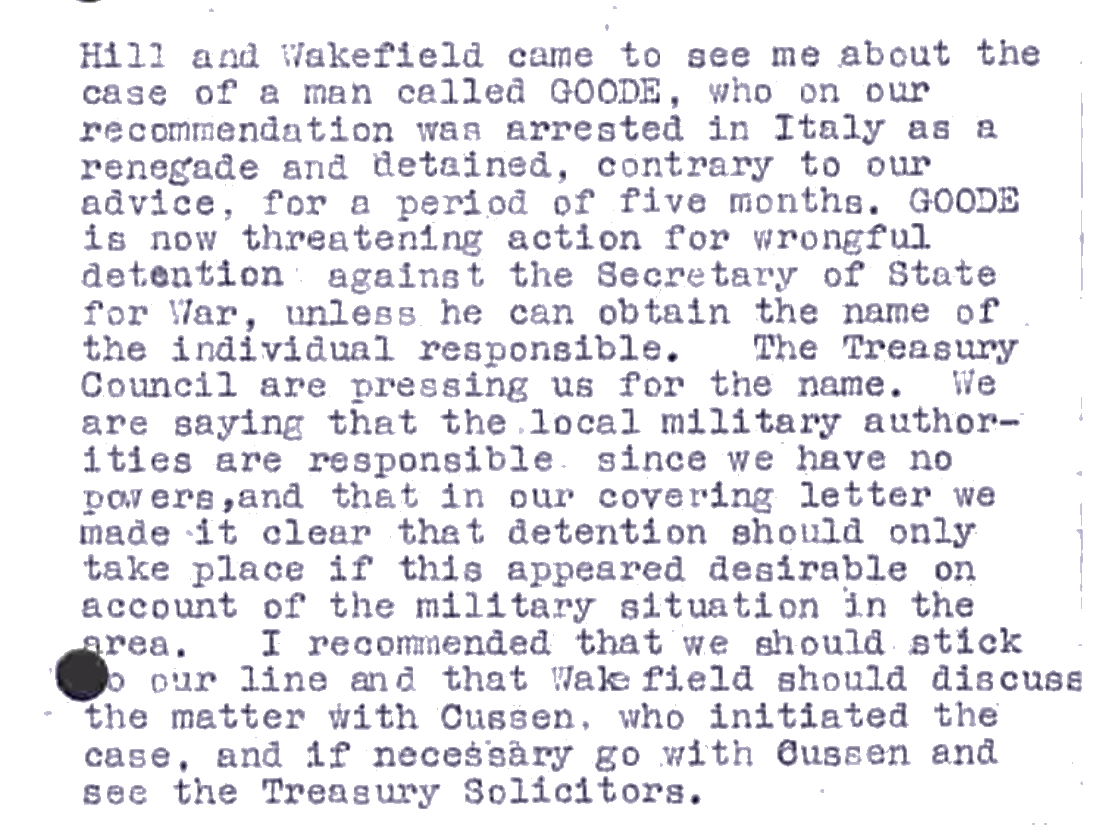 Hill and Wakefield came to see me about the
case of a man called GOODE, who on our
recommendation was arrested in Italy as a
renegade and detained, contrary to our
advice, for a period of five months. GOODE
is now threatening action for wrongful
detention against the Secretary of State
for War, unless he can obtain the name of
the individual responsible. The Treasury
Council are pressing us for the name. We
are saying that the local military author-
ities are responsible since we have no
powers,and that in our covering letter we
made it clear that detention should only
take place if this appeared desirable on
account of the military situation in the
area. I recommended that we should stick
our line and that Wakefield should discuss
the matter with Cussen, who initiated the
case, and if necessary go with Cussen and
see the Treasury Solicitors.